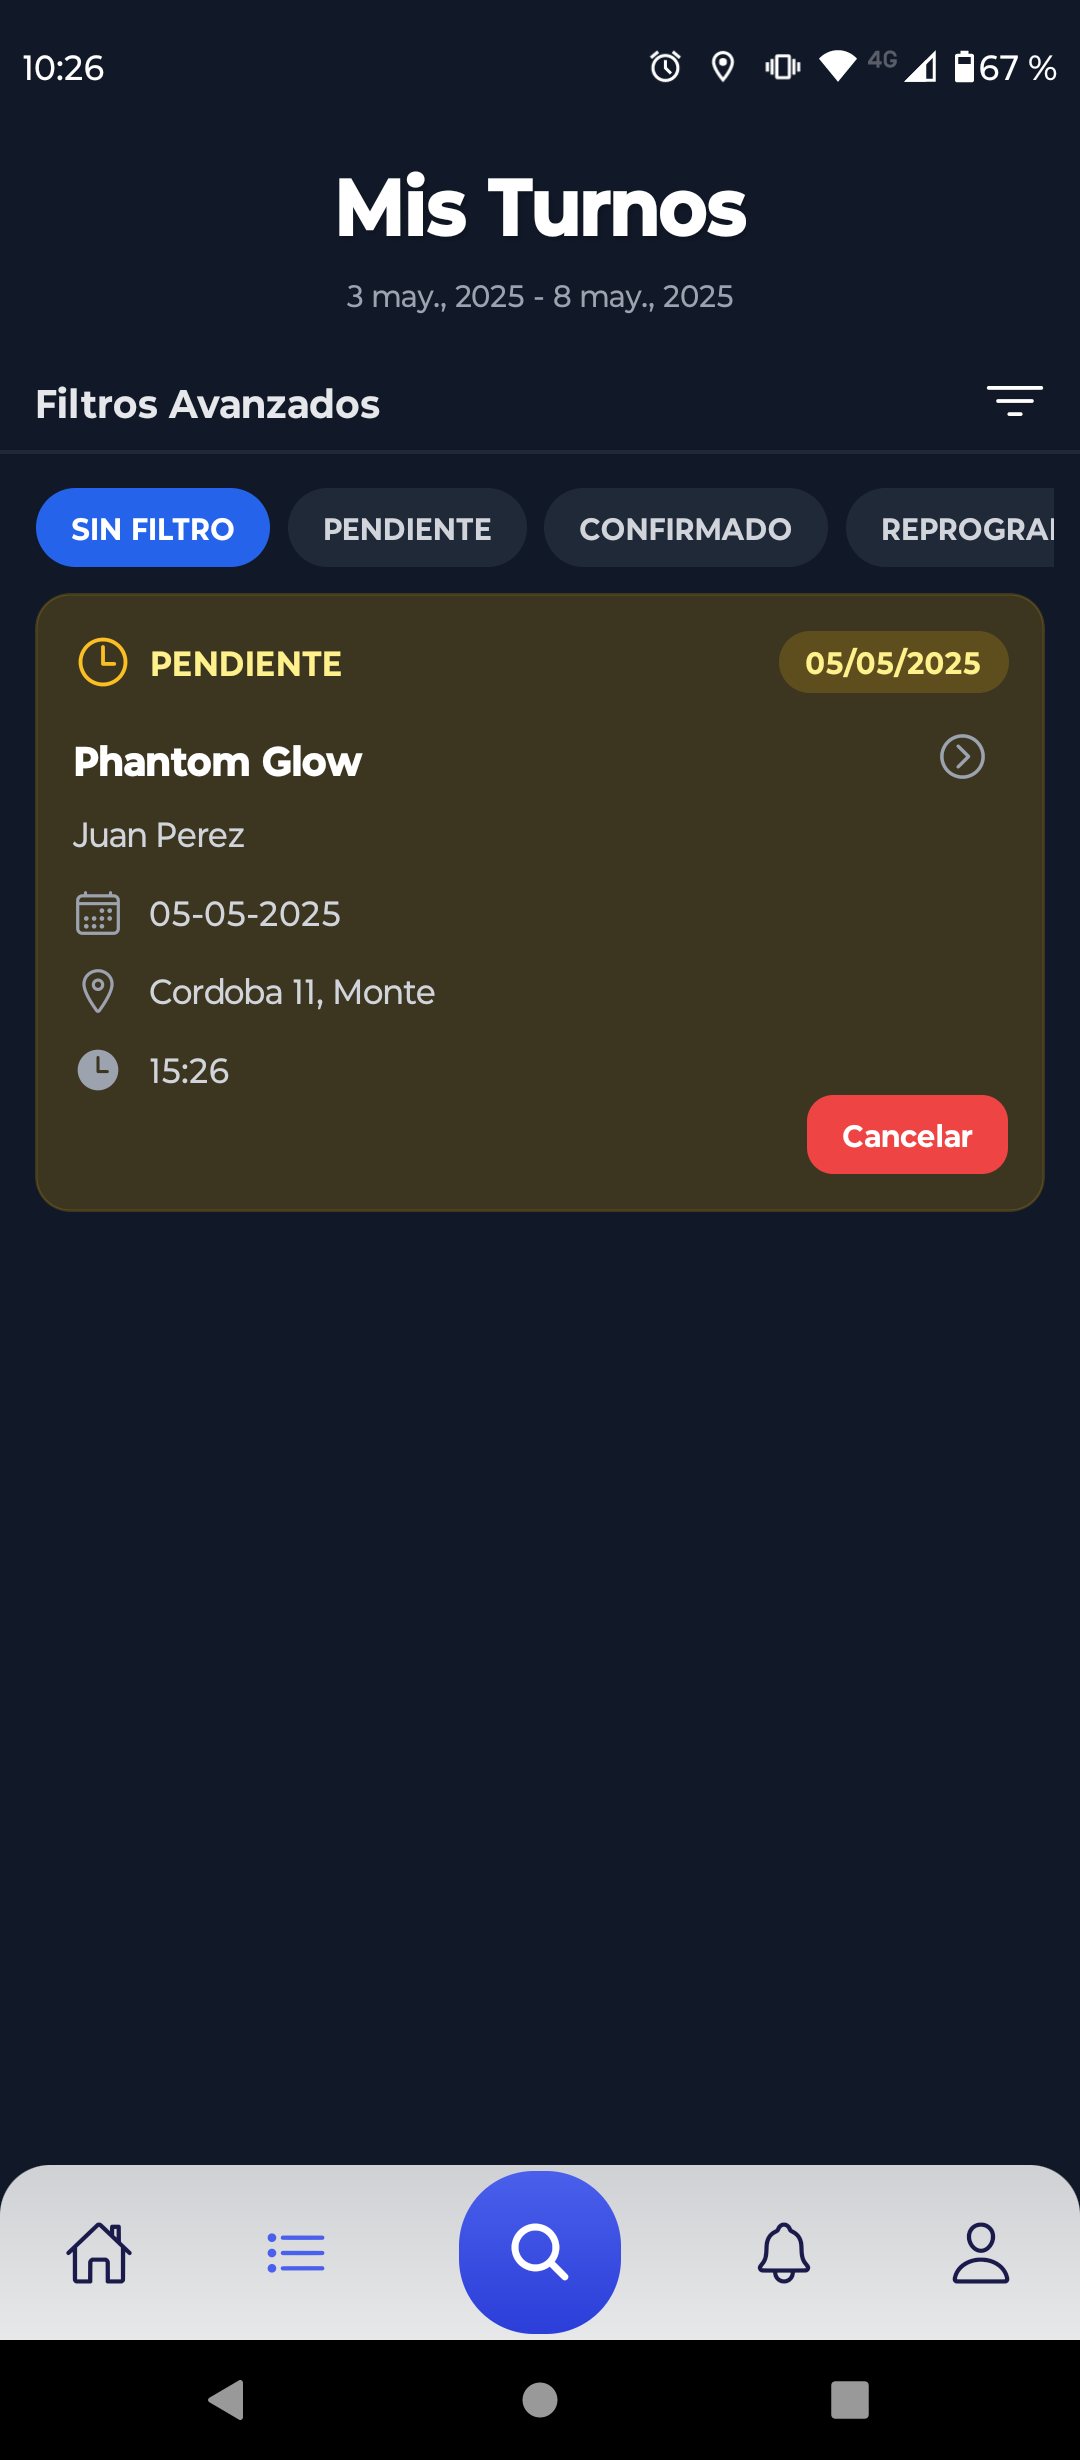 10:26
4G
67 %
Mis Turnos
3 may., 2025 - 8 may., 2025
Filtros Avanzados
SIN FILTRO
PENDIENTE
CONFIRMADO
REPROGRA
PENDIENTE
05/05/2025
Phantom Glow
Juan Perez
05-05-2025
Cordoba 11, Monte
15:26
Cancelar